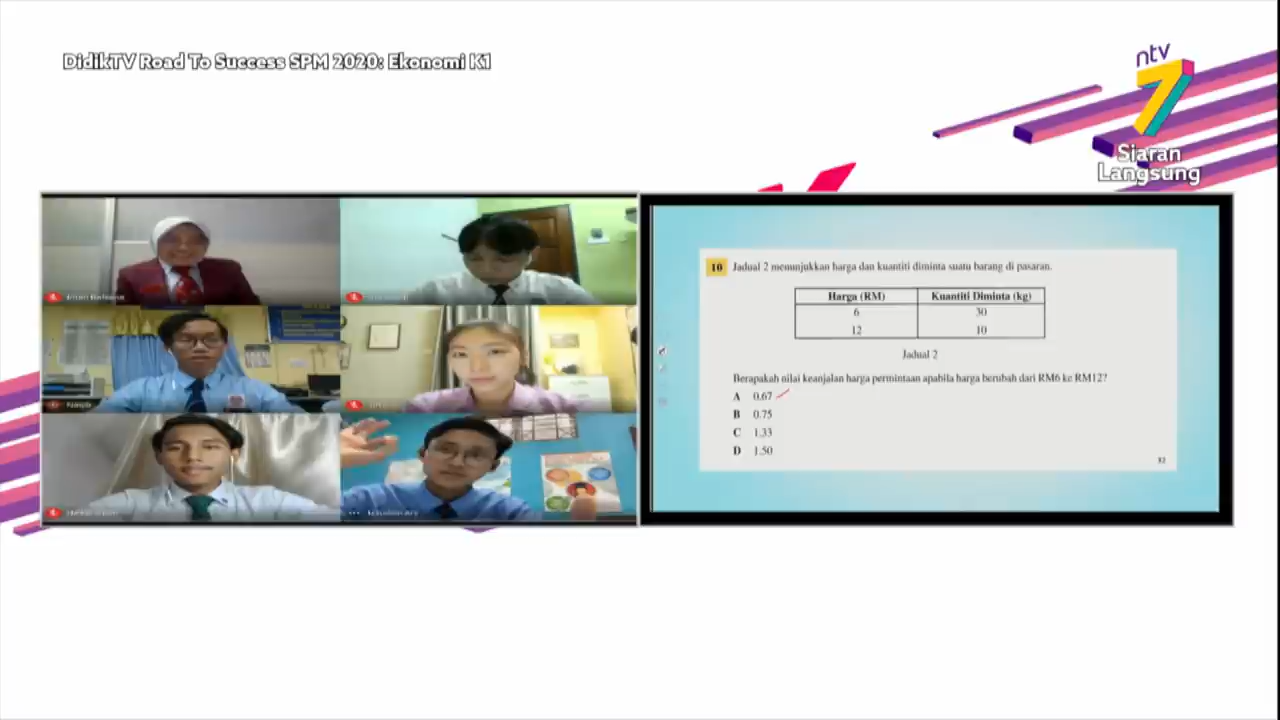 DidikTV Road To Success SPM 2020: Ekonomi K1
ntv
7
Siaran
Langsung
10 Jadual 2 menunjukkan harga dan kuantiti diminta suatu barang di pasaran.
Harga (RM) Kuantiti Diminta (kg)
6 30
12 10
Jadual 2
Berapakah nilai keanjalan harga permintaan apabila harga berubah dari RM6 ke RM12?
A 0.67
B 0.75
C 1.33
D 1.50
32